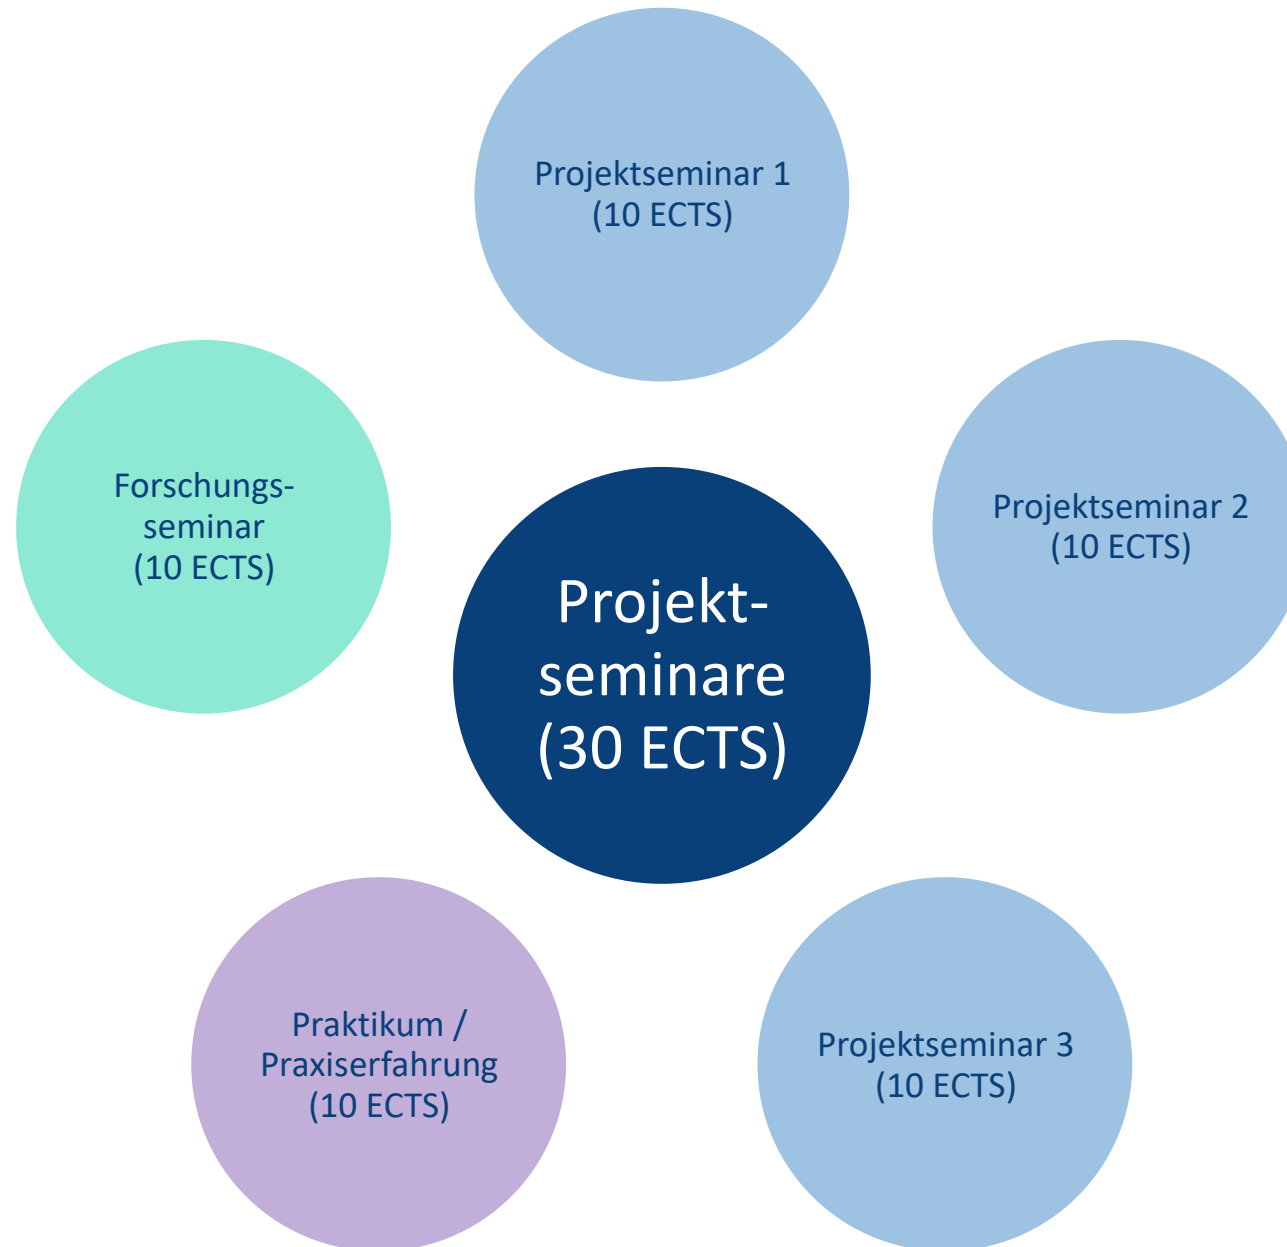 Projektseminar 1
(10 ECTS)
Forschungs-
seminar
(10 ECTS)
Projektseminar 2
(10 ECTS)
Projekt-
seminare
(30 ECTS)
Praktikum /
Praxiserfahrung
(10 ECTS)
Projektseminar 3
(10 ECTS)